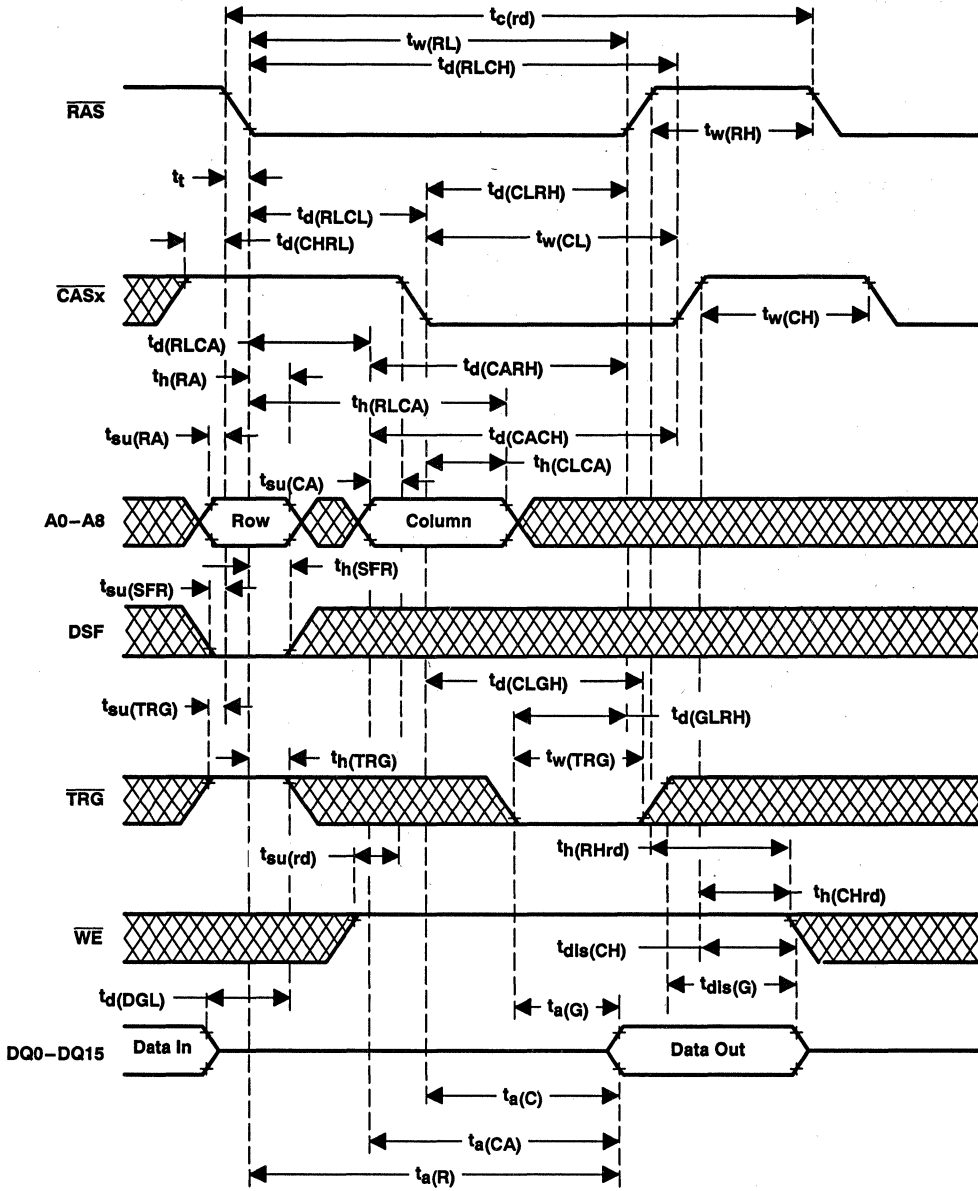 tc(rd)
tw(RL)
td(RLCH)
RAS
tw(RH)
tt
td(CLRH)
td(RLCL)
td(CHRL)
tw(CL)
CASx
tw(CH)
td(RLCA)
td(CARH)
th(RA)
th(RLCA)
tsu(RA)
td(CACH)
th(CLCA)
tsu(CA)
A0–A8 Row Column
th(SFR)
tsu(SFR)
DSF
td(CLGH)
tsu(TRG)
td(GLRH)
th(TRG)
tw(TRG)
TRG
tsu(rd)
th(RHrd)
th(CHrd)
WE
tdis(CH)
tdis(G)
td(DGL)
ta(G)
DQ0–DQ15 Data In Data Out
ta(C)
ta(CA)
ta(R)